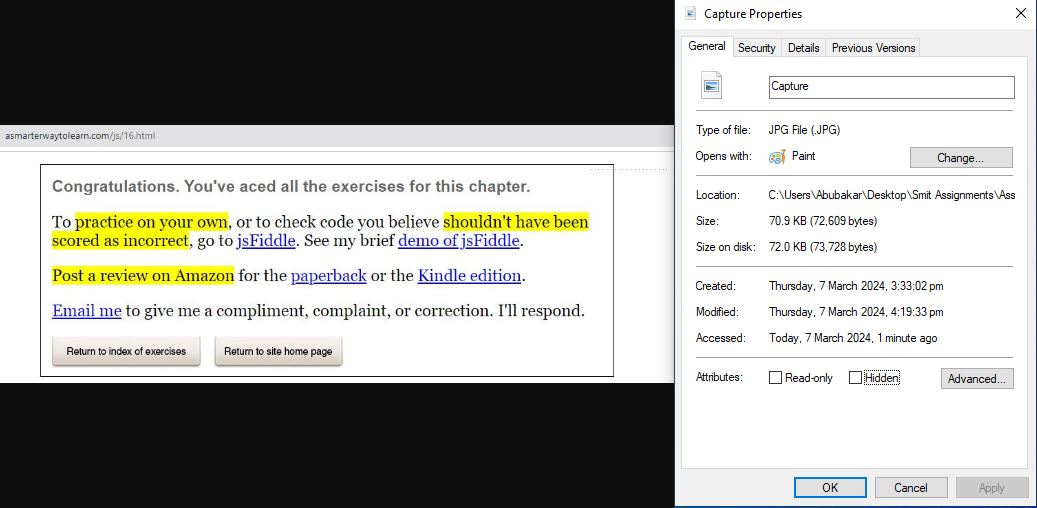 asmarterwaytolearn.com/js/16.html
Congratulations. You've aced all the exercises for this chapter.
To practice on your own, or to check code you believe shouldn't have been
scored as incorrect, go to jsFiddle. See my brief demo of jsFiddle.
Post a review on Amazon for the paperback or the Kindle edition.
Email me to give me a compliment, complaint, or correction. I'll respond.
Return to index of exercises Return to site home page
Capture Properties
General Security Details Previous Versions
Capture
Type of file: JPG File (.JPG)
Opens with: Paint Change...
Location: C:\Users\Abubakar\Desktop\Smit Assignments\Ass
Size: 70.9 KB (72,609 bytes)
Size on disk: 72.0 KB (73,728 bytes)
Created: Thursday, 7 March 2024, 3:33:02 pm
Modified: Thursday, 7 March 2024, 4:19:33 pm
Accessed: Today, 7 March 2024, 1 minute ago
Attributes: Read-only Hidden Advanced...
OK Cancel Apply